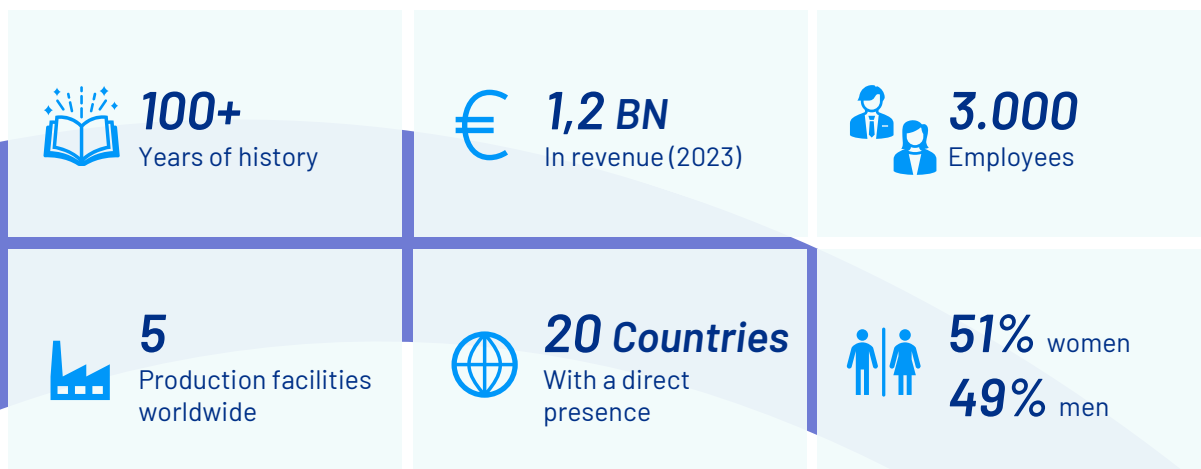 100+
Years of history
€ 1,2 BN
In revenue (2023)
3.000
Employees
5
Production facilities
worldwide
20 Countries
With a direct
presence
51% women
49% men